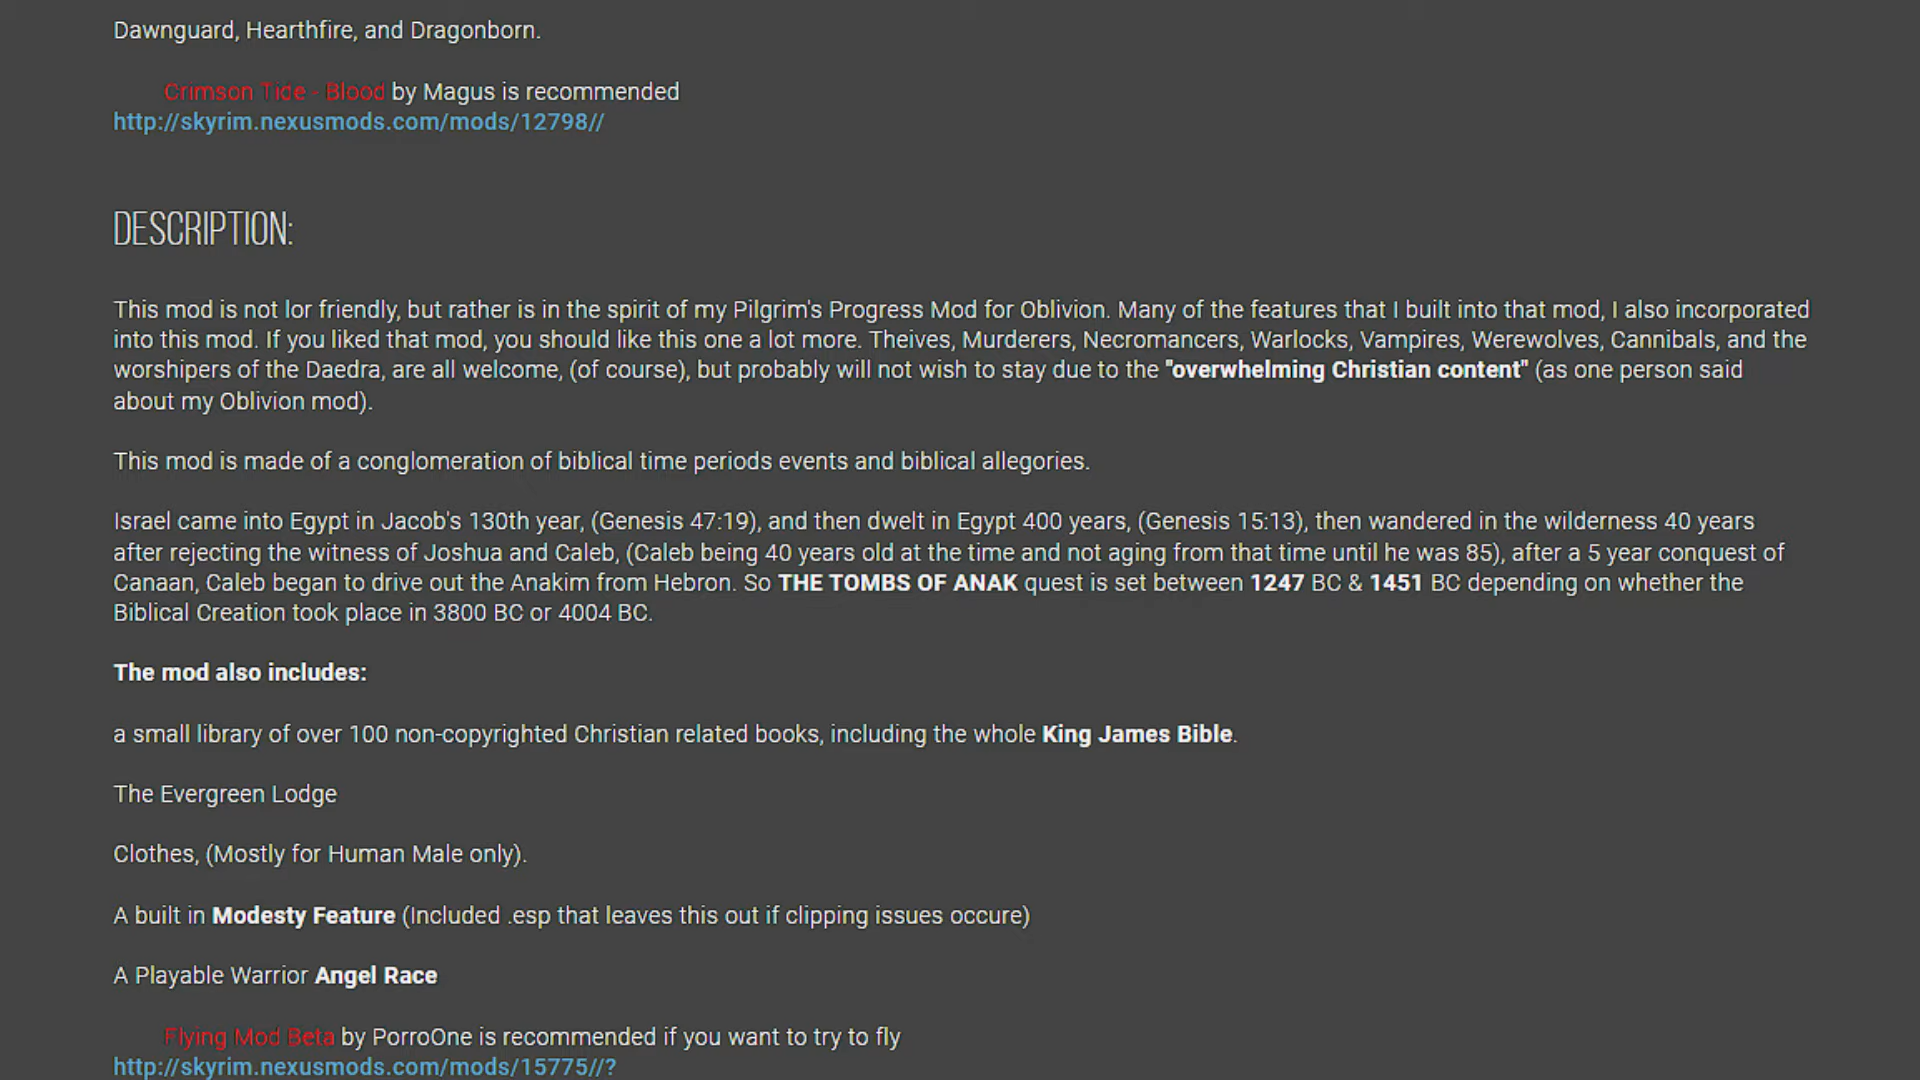 Dawnguard, Hearthfire, and Dragonborn.
Crimson Tide - Blood by Magus is recommended
http://skyrim.nexusmods.com/mods/12798//
DESCRIPTION:
This mod is not lor friendly, but rather is in the spirit of my Pilgrim's Progress Mod for Oblivion. Many of the features that I built into that mod, I also incorporated
into this mod. If you liked that mod, you should like this one a lot more. Theives, Murderers, Necromancers, Warlocks, Vampires, Werewolves, Cannibals, and the
worshipers of the Daedra, are all welcome, (of course), but probably will not wish to stay due to the "overwhelming Christian content" (as one person said
about my Oblivion mod).
This mod is made of a conglomeration of biblical time periods events and biblical allegories.
Israel came into Egypt in Jacob's 130th year, (Genesis 47:19), and then dwelt in Egypt 400 years, (Genesis 15:13), then wandered in the wilderness 40 years
after rejecting the witness of Joshua and Caleb, (Caleb being 40 years old at the time and not aging from that time until he was 85), after a 5 year conquest of
Canaan, Caleb began to drive out the Anakim from Hebron. So THE TOMBS OF ANAK quest is set between 1247 BC & 1451 BC depending on whether the
Biblical Creation took place in 3800 BC or 4004 BC.
The mod also includes:
a small library of over 100 non-copyrighted Christian related books, including the whole King James Bible.
The Evergreen Lodge
Clothes, (Mostly for Human Male only).
A built in Modesty Feature (Included .esp that leaves this out if clipping issues occure)
A Playable Warrior Angel Race
Flying Mod Beta by PorroOne is recommended if you want to try to fly
http://skyrim.nexusmods.com/mods/15775//?